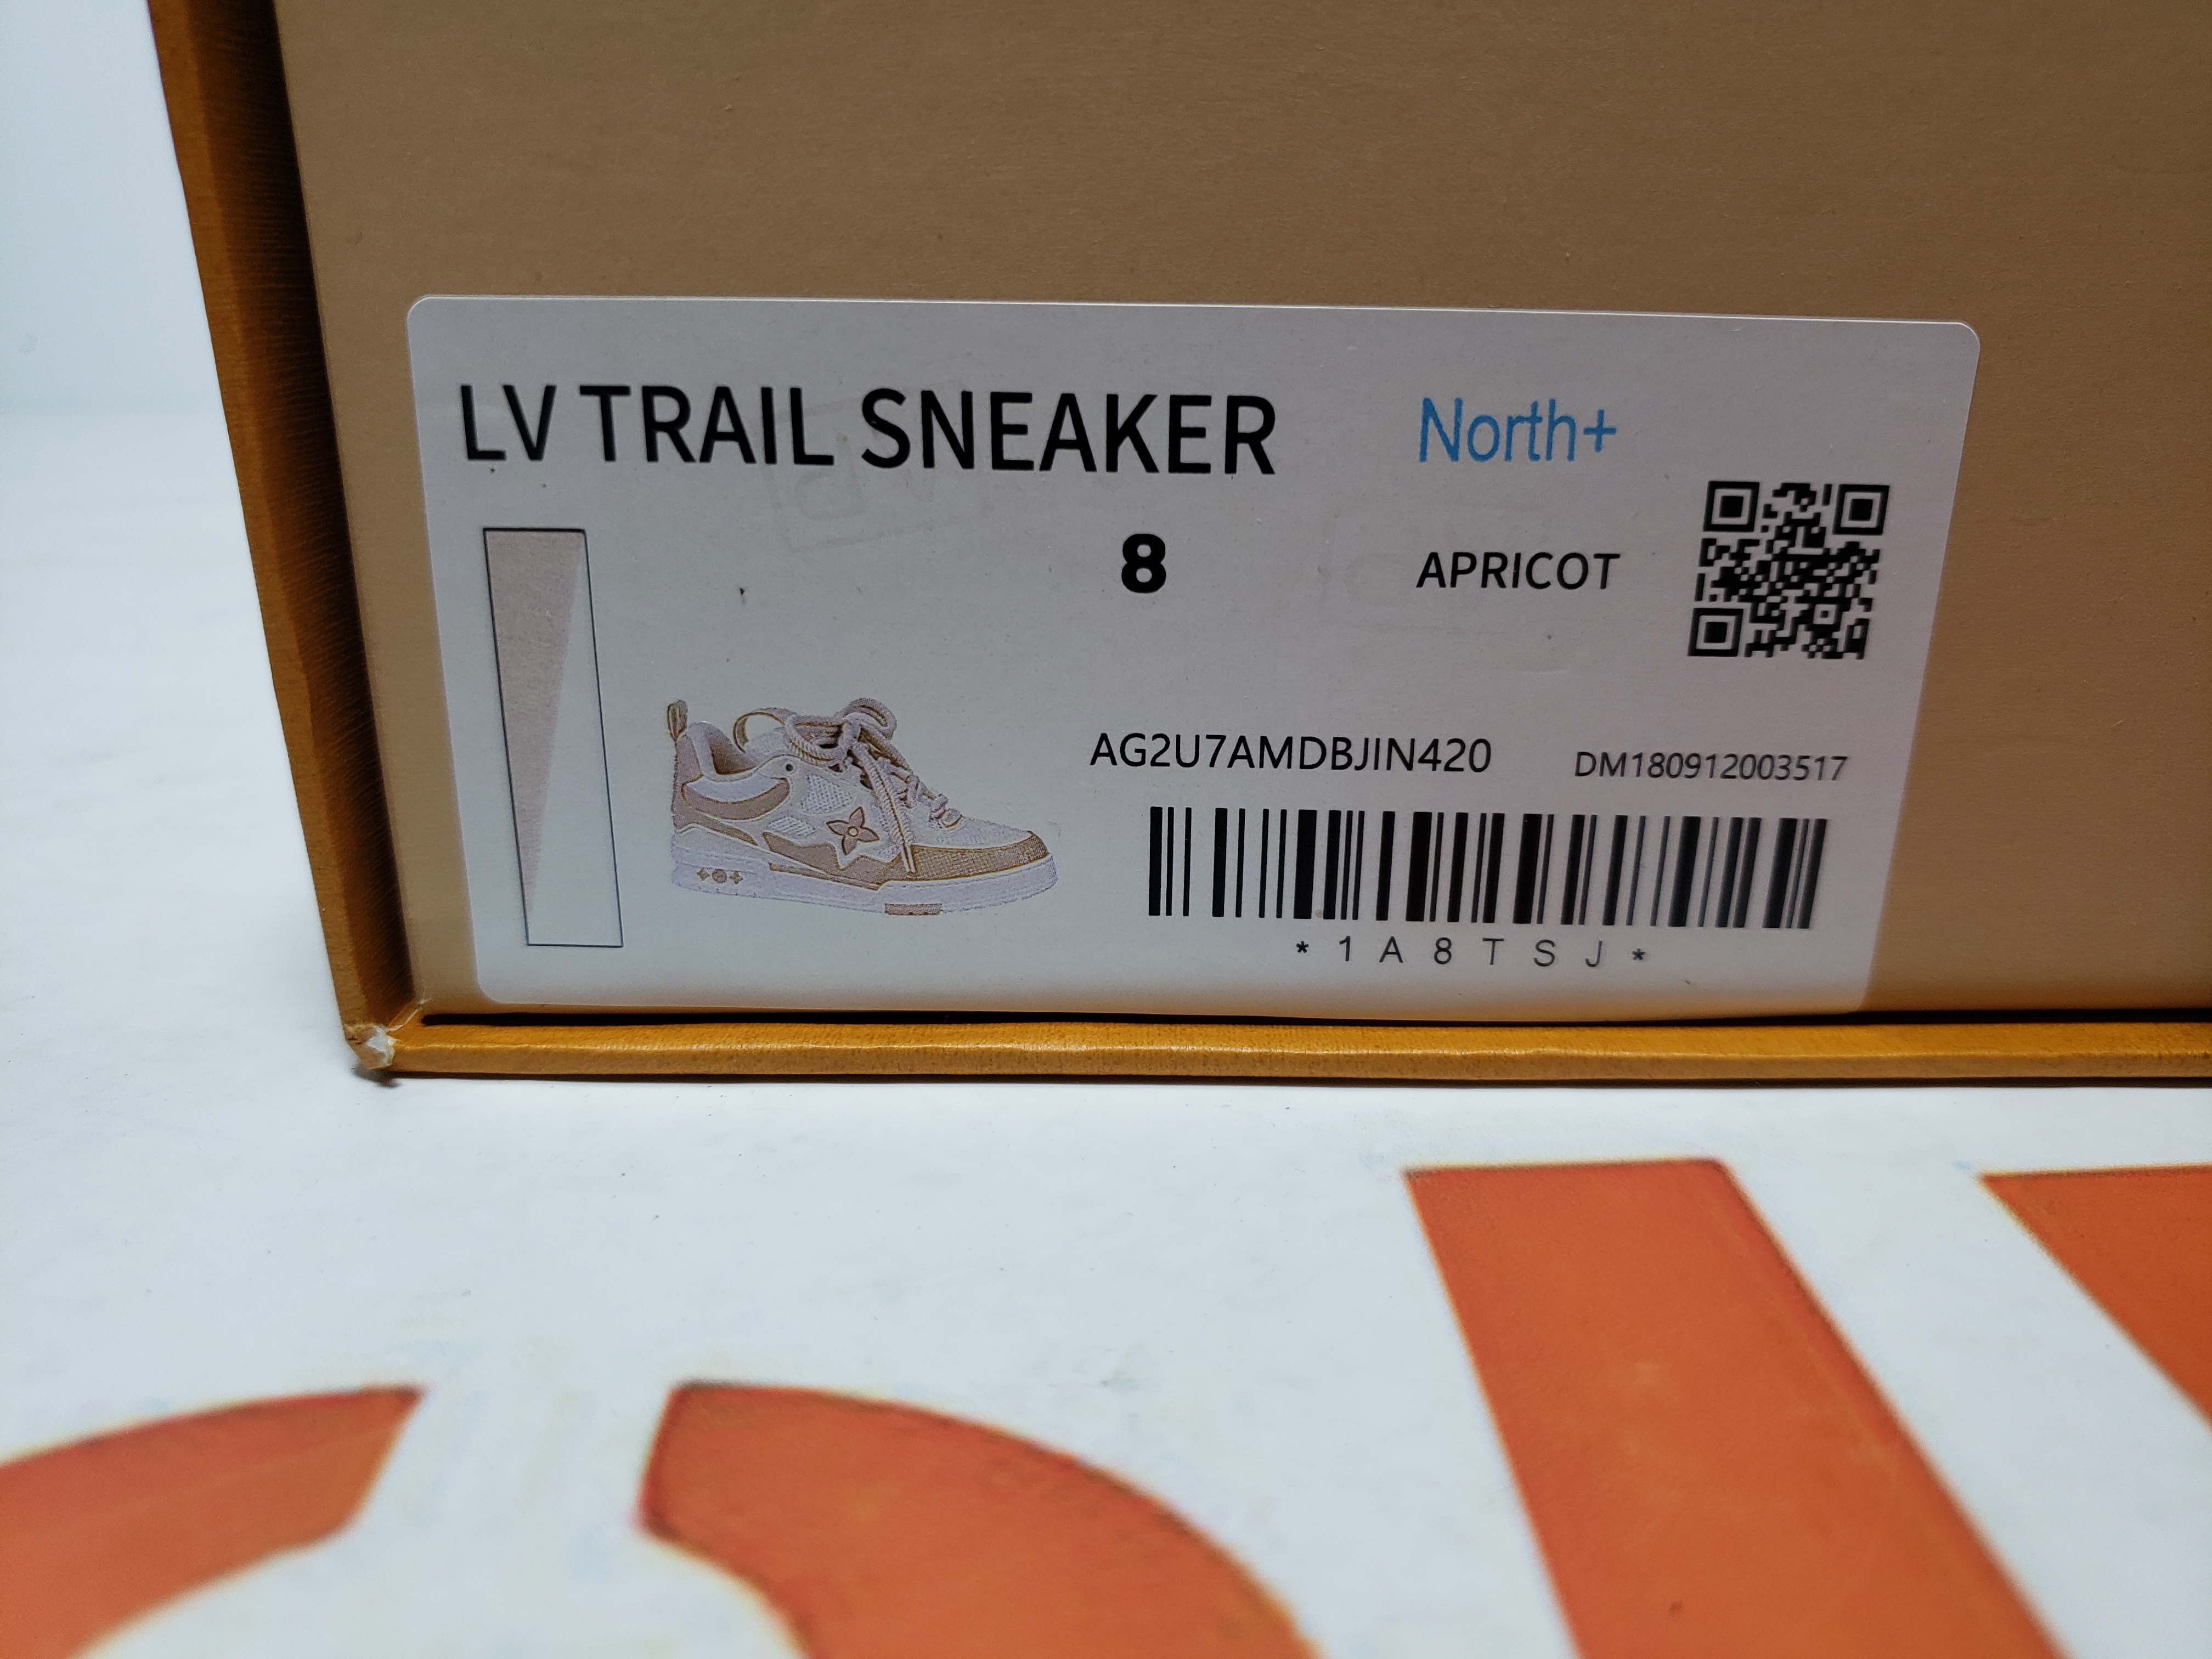 LV TRAIL SNEAKER North+
8 APRICOT
AG2U7AMDBJIN420 DM180912003517
*1A8TSJ*